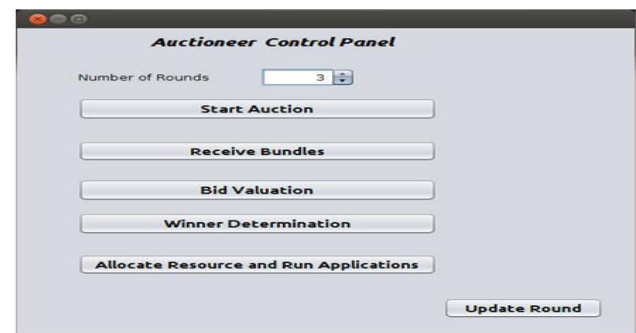 Auctioneer Control Panel
Number of Rounds 3
Start Auction
Receive Bundles
Bid Valuation
Winner Determination
Allocate Resource and Run Applications
Update Round